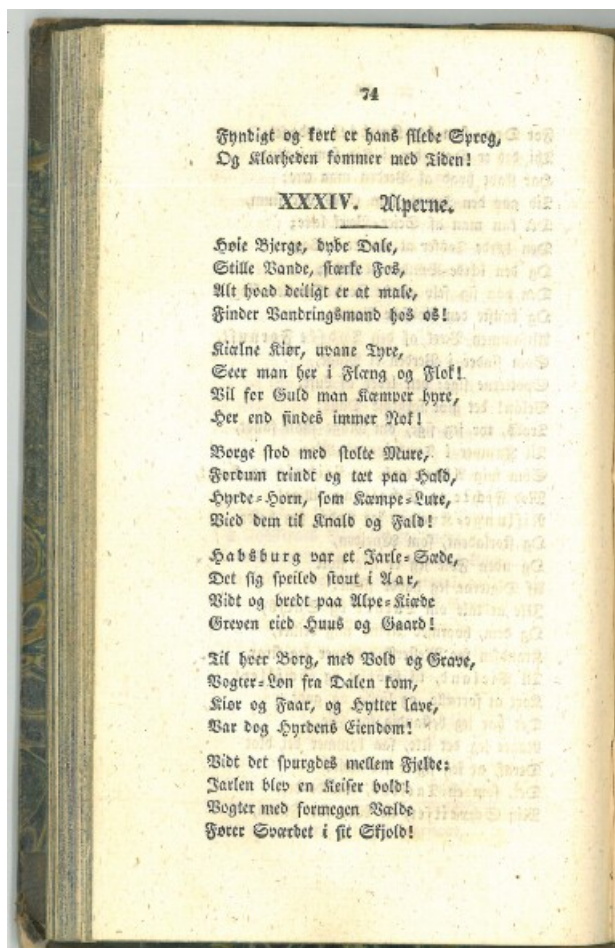 74
Fyndigt og kort er hans silede Sprog,
Og Klarheden kommer med Tiden!
XXXIV. Alperne.
Høie Bjerge, dybe Dale,
Stille Vande, stærke Fos,
Alt hvad deiligt er at male,
Finder Vandringsmand hos os!
Kiælne Kiør, uvane Tyre,
Seer man her i Flæng og Flok!
Vil for Guld man Kæmper hyre,
Her end findes immer Nok!
Borge stod med stolte Mure,
Fordum trindt og tæt paa Hald,
Hyrde-Horn, som Kæmpe-Lure,
Vied dem til Knald og Fald!
Habsburg var et Jarle-Sæde,
Det sig speiled stout i Aar,
Vidt og bredt paa Alpe-Kiæde
Greven eied Huus og Gaard!
Til hver Borg, med Vold og Grave,
Vogter-Løn fra Dalen kom,
Kiør og Faar, og Hytter lave,
Var dog Hyrdens Eiendom!
Vidt det spurgdes mellem Fjelde:
Jarlen blev en Keiser bold!
Vogter med formegen Vælde
Fører Sværdet i sit Skjold!